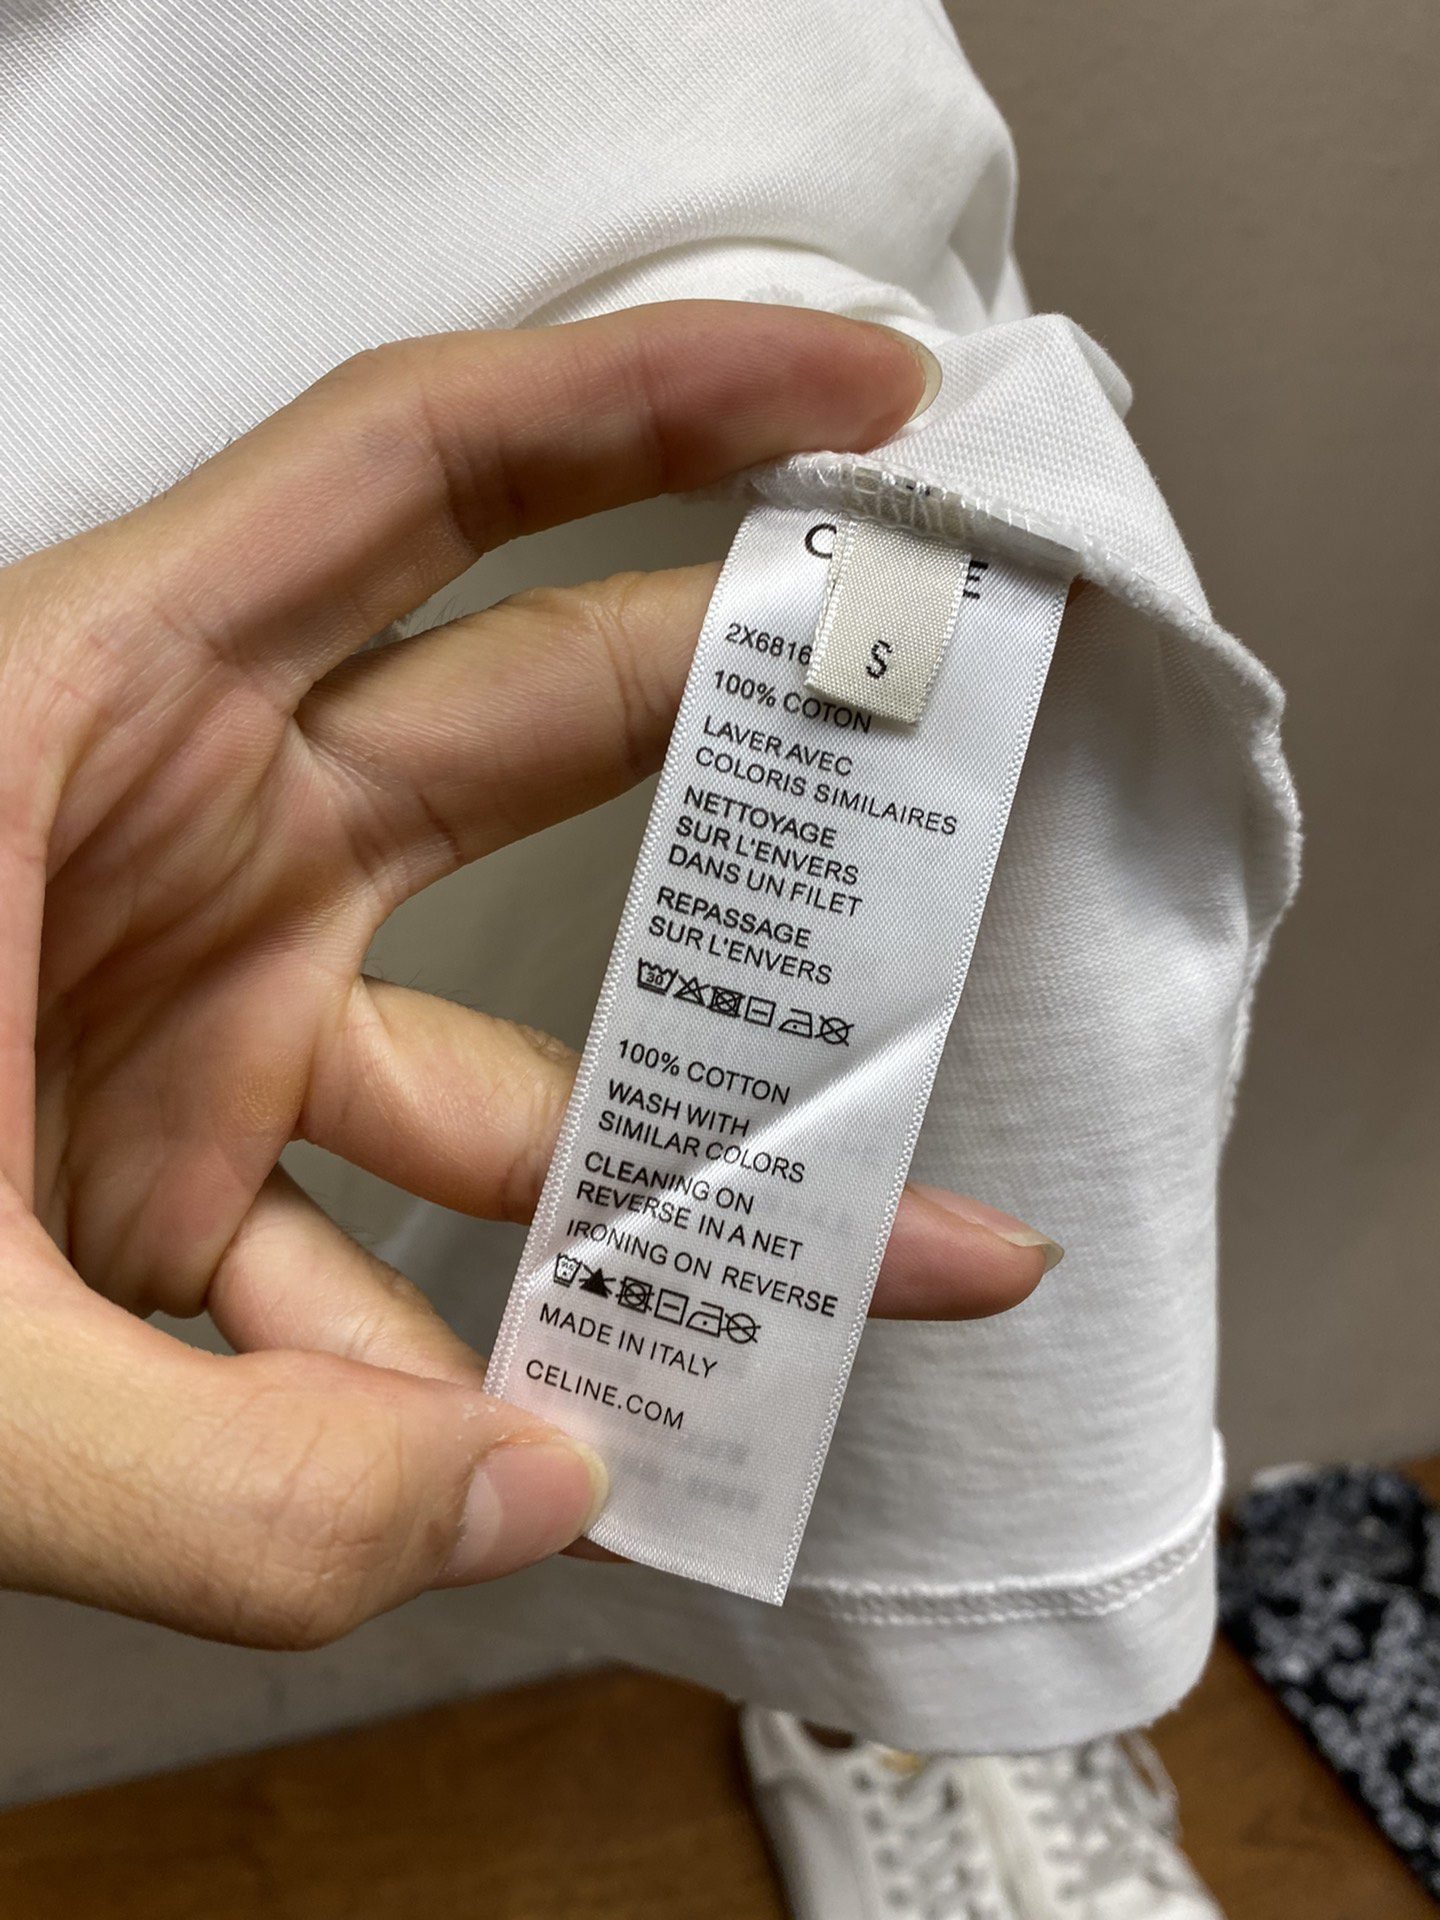 S
2X6816
100% COTON
LAVER AVEC
COLORIS SIMILAIRES
NETTOYAGE
SUR L'ENVERS
DANS UN FILET
REPASSAGE
SUR L'ENVERS
30
100% COTTON
WASH WITH
SIMILAR COLORS
CLEANING ON
REVERSE IN A NET
IRONING ON REVERSE
MADE IN ITALY
CELINE.COM